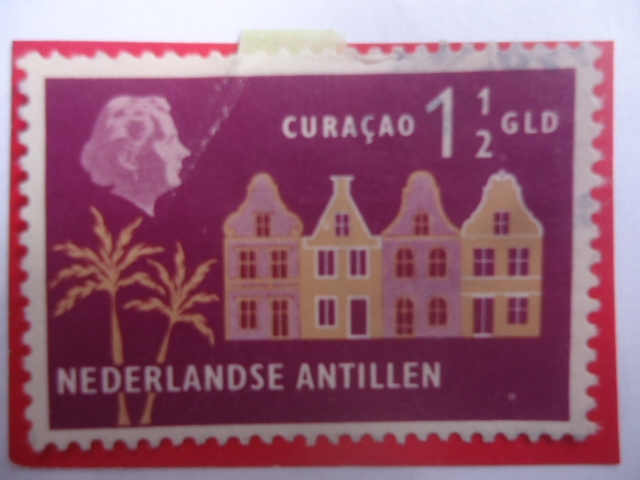 CURAÇAO 1 1/2 GLD
NEDERLANDSE ANTILLEN